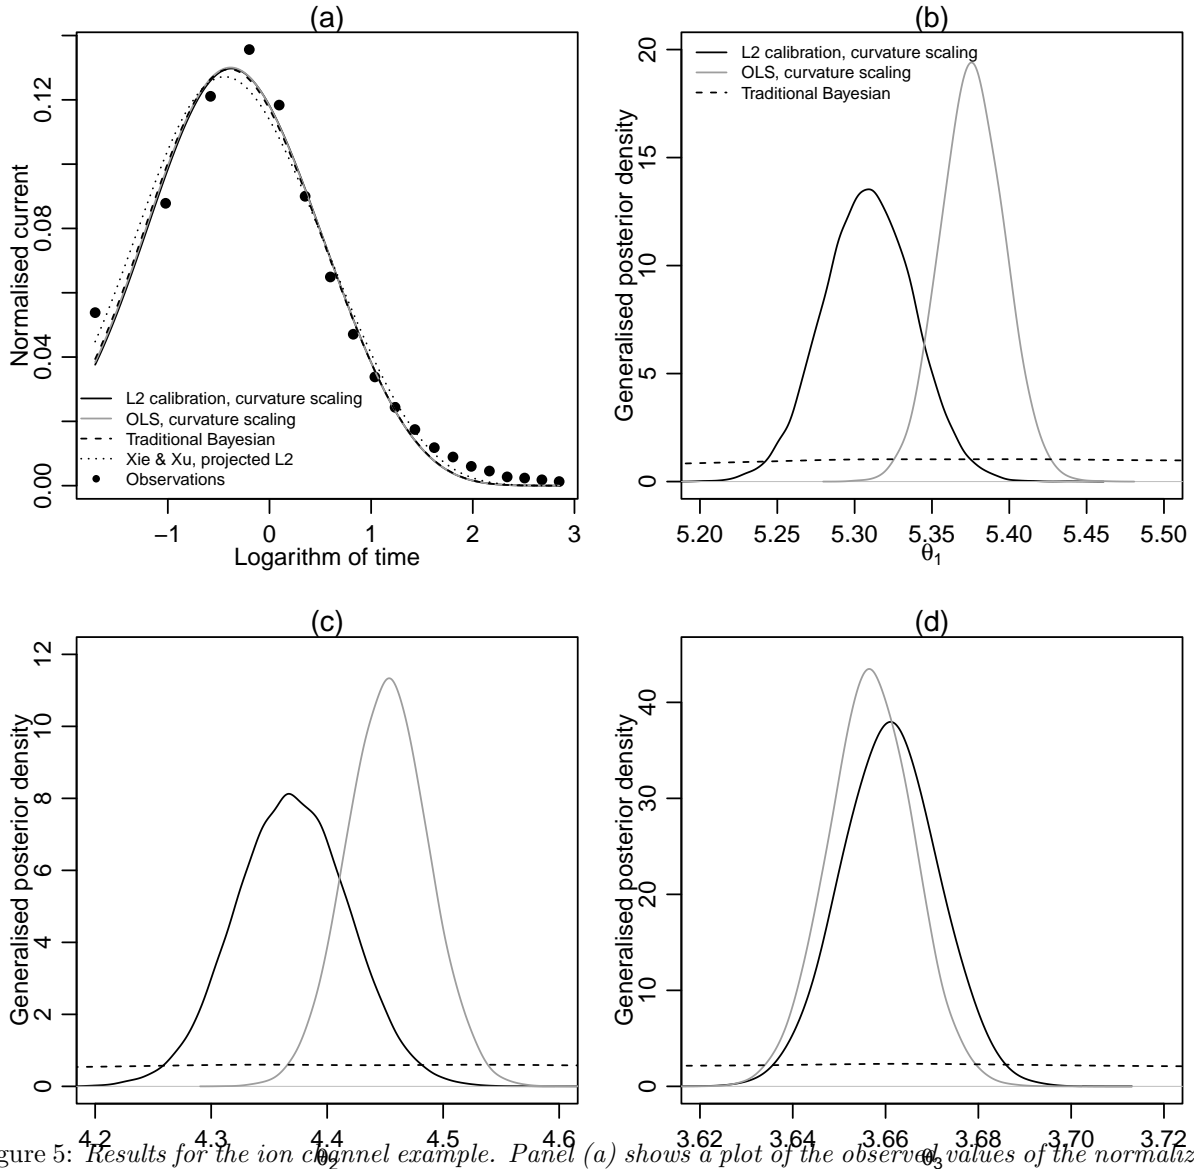 (a)
Normalised current
0.00
0.04
0.08
0.12
L2 calibration, curvature scaling
OLS, curvature scaling
Traditional Bayesian
Xie & Xu, projected L2
Observations
−1
0
1
2
3
Logarithm of time
(b)
Generalised posterior density
0
5
10
15
20
L2 calibration, curvature scaling
OLS, curvature scaling
Traditional Bayesian
5.20
5.25
5.30
5.35
5.40
5.45
5.50
θ1
(c)
Generalised posterior density
0
2
4
6
8
10
12
4.2
4.3
4.4
4.5
4.6
θ2
(d)
Generalised posterior density
0
10
20
30
40
3.62
3.64
3.66
3.68
3.70
3.72
θ3
gure 5: Results for the ion channel example. Panel (a) shows a plot of the observed values of the normaliz